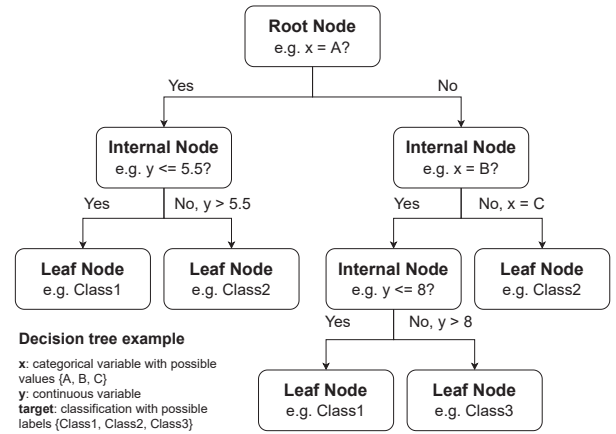 Root Node
e.g. x = A?
Yes
No
Internal Node
e.g. y <= 5.5?
Internal Node
e.g. x = B?
Yes
No, y > 5.5
Yes
No, x = C
Leaf Node
e.g. Class1
Leaf Node
e.g. Class2
Internal Node
e.g. y <= 8?
Leaf Node
e.g. Class2
Yes
No, y > 8
Leaf Node
e.g. Class1
Leaf Node
e.g. Class3
Decision tree example
x: categorical variable with possible
values {A, B, C}
y: continuous variable
target: classification with possible
labels {Class1, Class2, Class3}